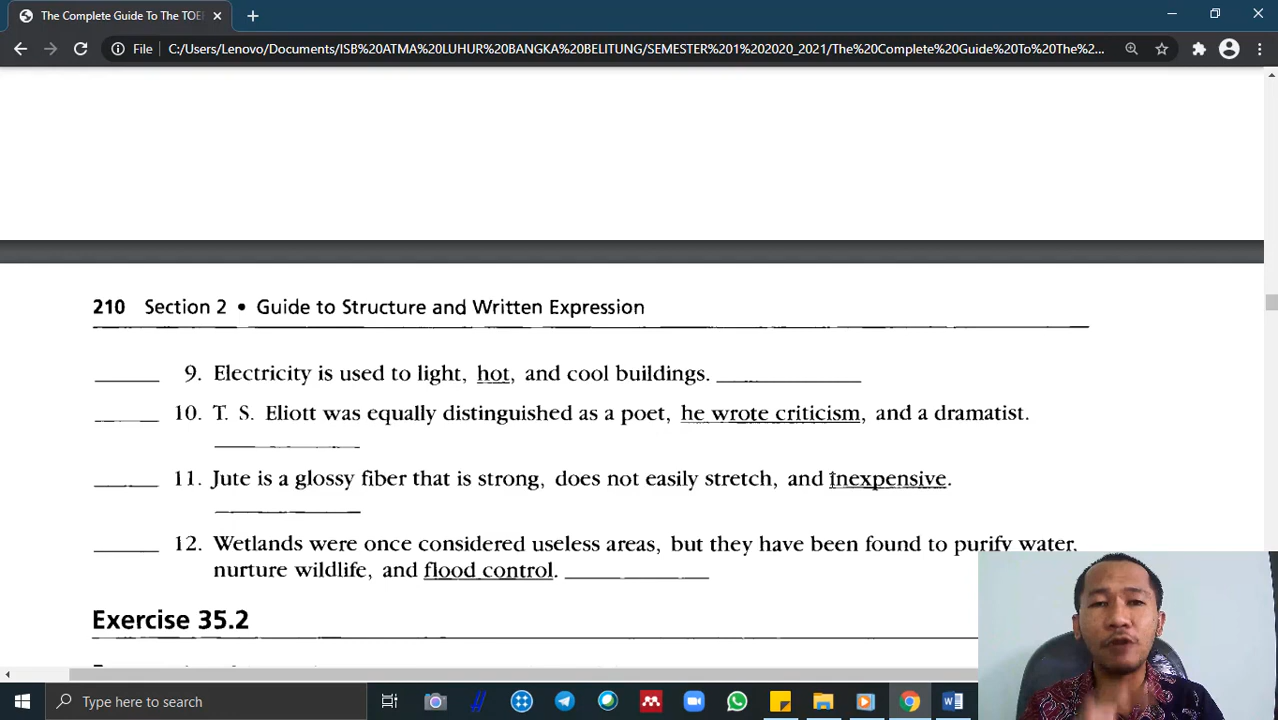 The Complete Guide To The TOE
File
C:/Users/Lenovo/Documents/ISB%20ATMA%20LUHUR%20BANGKA%20BELITUNG/SEMESTER%201%202020_2021/The%20Complete%20Guide%20To%20The%2...
210 Section 2 • Guide to Structure and Written Expression
9. Electricity is used to light, hot, and cool buildings.
10. T. S. Eliott was equally distinguished as a poet, he wrote criticism, and a dramatist.
11. Jute is a glossy fiber that is strong, does not easily stretch, and inexpensive.
12. Wetlands were once considered useless areas, but they have been found to purify water,
nurture wildlife, and flood control.
Exercise 35.2
Type here to search